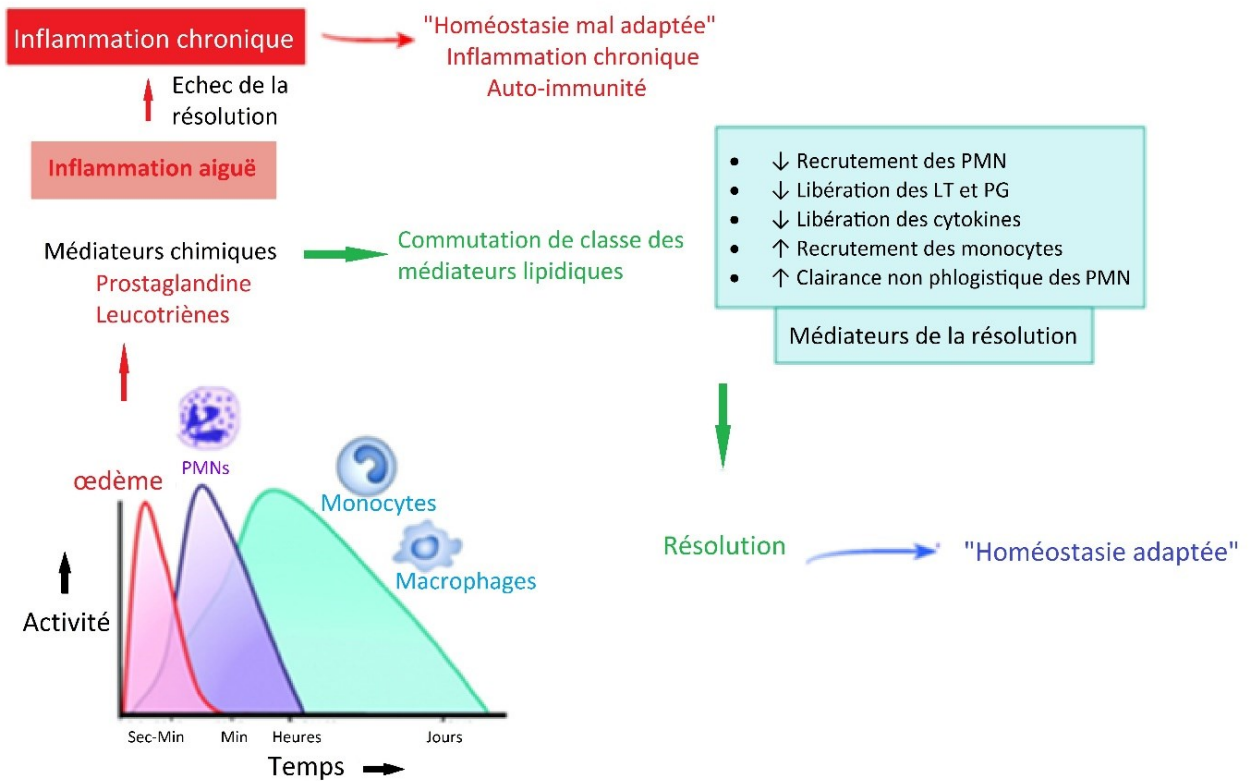 Inflammation chronique
"Homéostasie mal adaptée"
Inflammation chronique
Auto-immunité
Echec de la
résolution
Inflammation aiguë
Médiateurs chimiques
Prostaglandine
Leucotriènes
Commutation de classe des
médiateurs lipidiques
• ↓ Recrutement des PMN
• ↓ Libération des LT et PG
• ↓ Libération des cytokines
• ↑ Recrutement des monocytes
• ↑ Clairance non phlogistique des PMN
Médiateurs de la résolution
Résolution
"Homéostasie adaptée"
œdème
PMNs
Monocytes
Macrophages
Activité
Sec-Min
Min
Heures
Jours
Temps